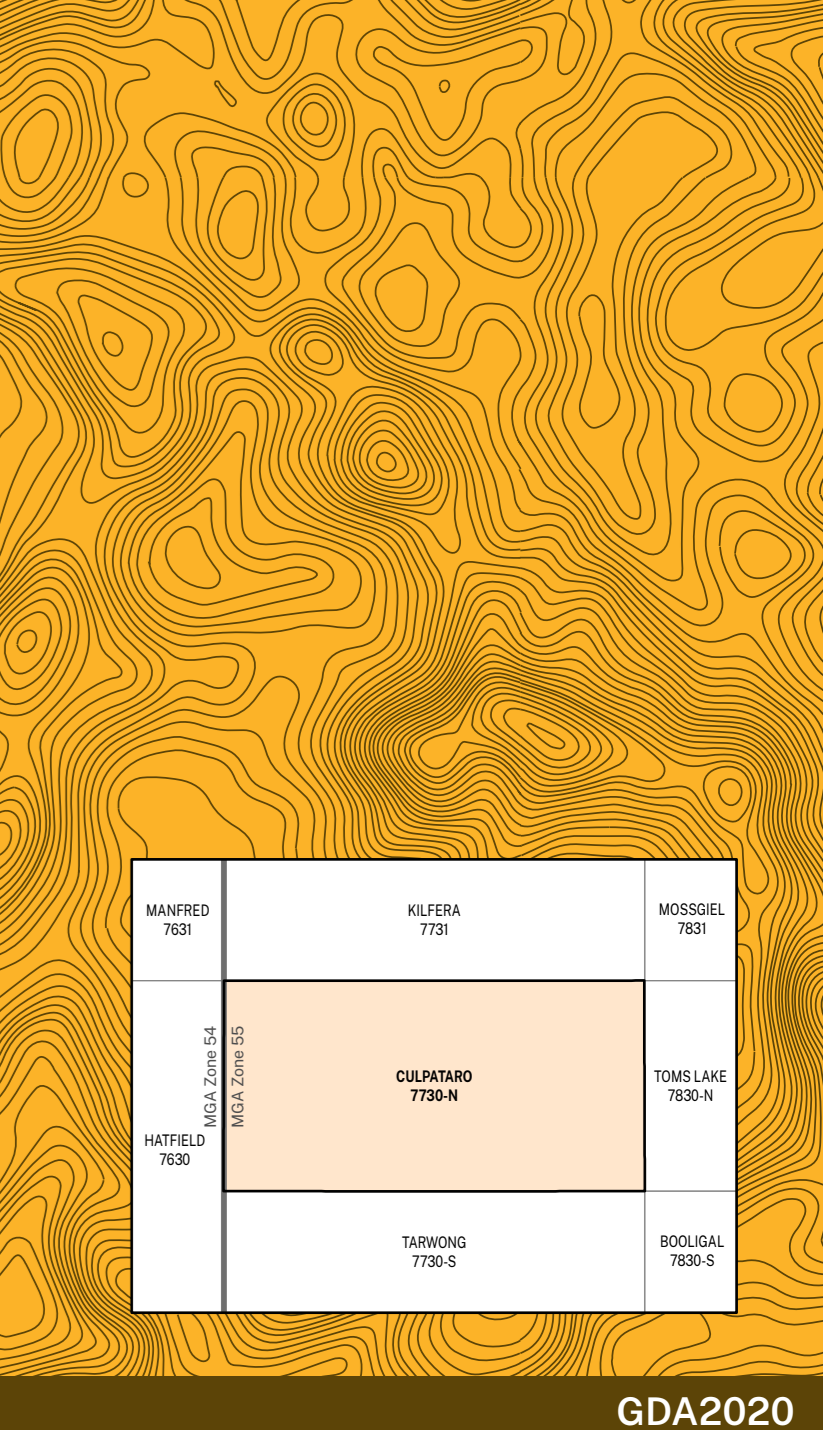 MANFRED
7631
KILFERA
7731
MOSSGIEL
7831
MGA Zone 54
MGA Zone 55
CULPATARO
7730-N
TOMS LAKE
7830-N
HATFIELD
7630
TARWONG
7730-S
BOOLIGAL
7830-S
GDA2020